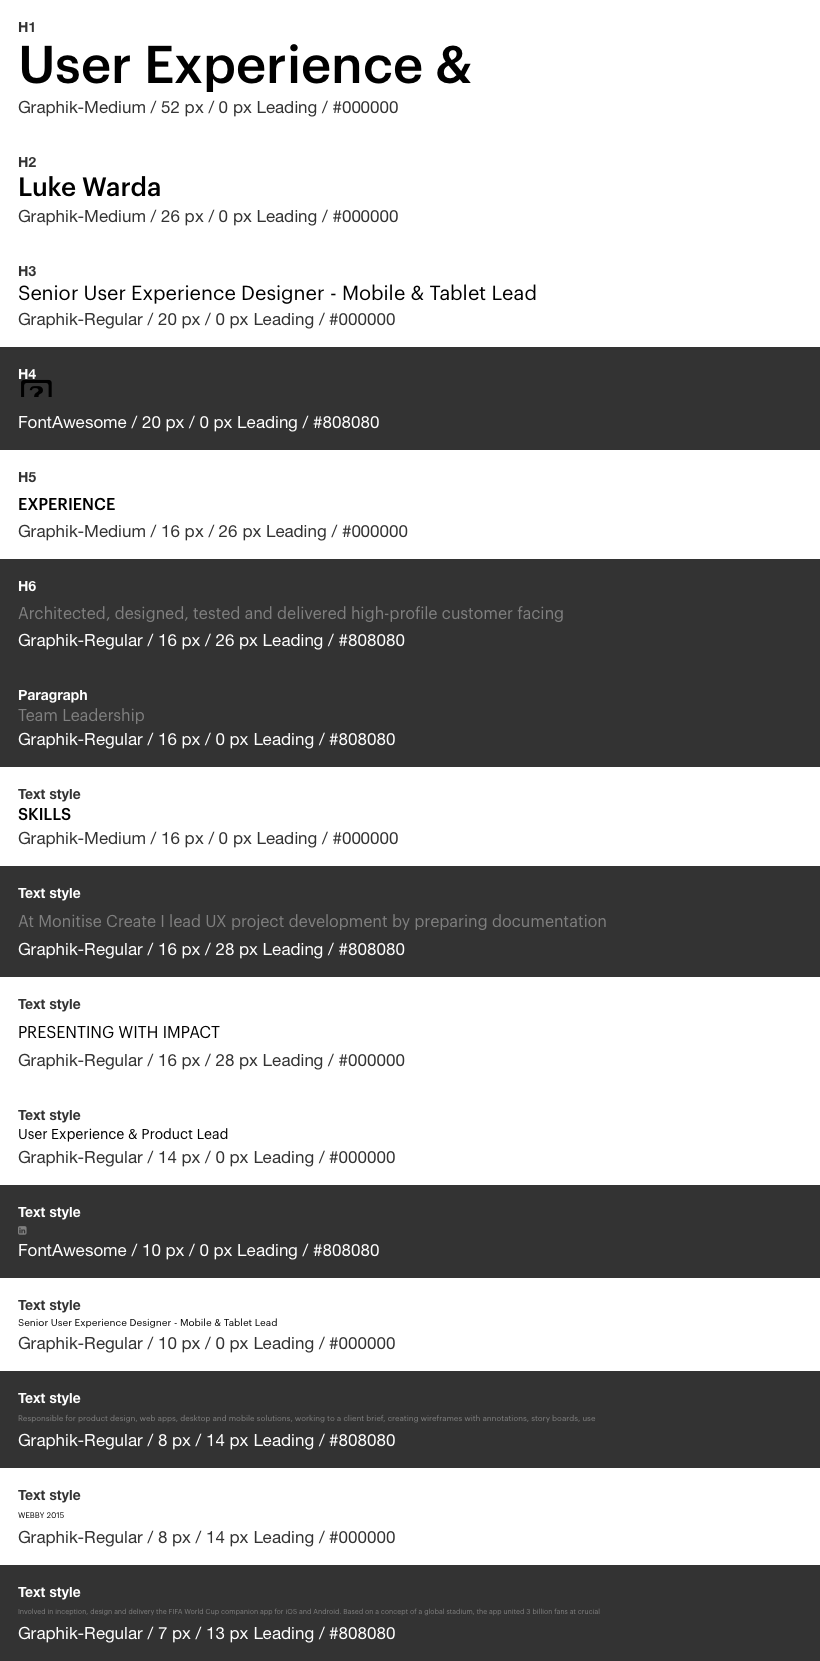 H1
User Experience &
Graphik-Medium / 52 px / 0 px Leading / #000000
H2
Luke Warda
Graphik-Medium / 26 px / 0 px Leading / #000000
H3
Senior User Experience Designer - Mobile & Tablet Lead
Graphik-Regular / 20 px / 0 px Leading / #000000
H4
?
FontAwesome / 20 px / 0 px Leading / #808080
H5
EXPERIENCE
Graphik-Medium / 16 px / 26 px Leading / #000000
H6
Architected, designed, tested and delivered high-profile customer facing
Graphik-Regular / 16 px / 26 px Leading / #808080
Paragraph
Team Leadership
Graphik-Regular / 16 px / 0 px Leading / #808080
Text style
SKILLS
Graphik-Medium / 16 px / 0 px Leading / #000000
Text style
At Monitise Create I lead UX project development by preparing documentation
Graphik-Regular / 16 px / 28 px Leading / #808080
Text style
PRESENTING WITH IMPACT
Graphik-Regular / 16 px / 28 px Leading / #000000
Text style
User Experience & Product Lead
Graphik-Regular / 14 px / 0 px Leading / #000000
Text style
in
FontAwesome / 10 px / 0 px Leading / #808080
Text style
Senior User Experience Designer - Mobile & Tablet Lead
Graphik-Regular / 10 px / 0 px Leading / #000000
Text style
Responsible for product design, web apps, desktop and mobile solutions, working to a client brief, creating wireframes with annotations, story boards, use
Graphik-Regular / 8 px / 14 px Leading / #808080
Text style
WEBBY 2015
Graphik-Regular / 8 px / 14 px Leading / #000000
Text style
Involved in inception, design and delivery the FIFA World Cup companion app for iOS and Android. Based on a concept of a global stadium, the app united 3 billion fans at crucial
Graphik-Regular / 7 px / 13 px Leading / #808080